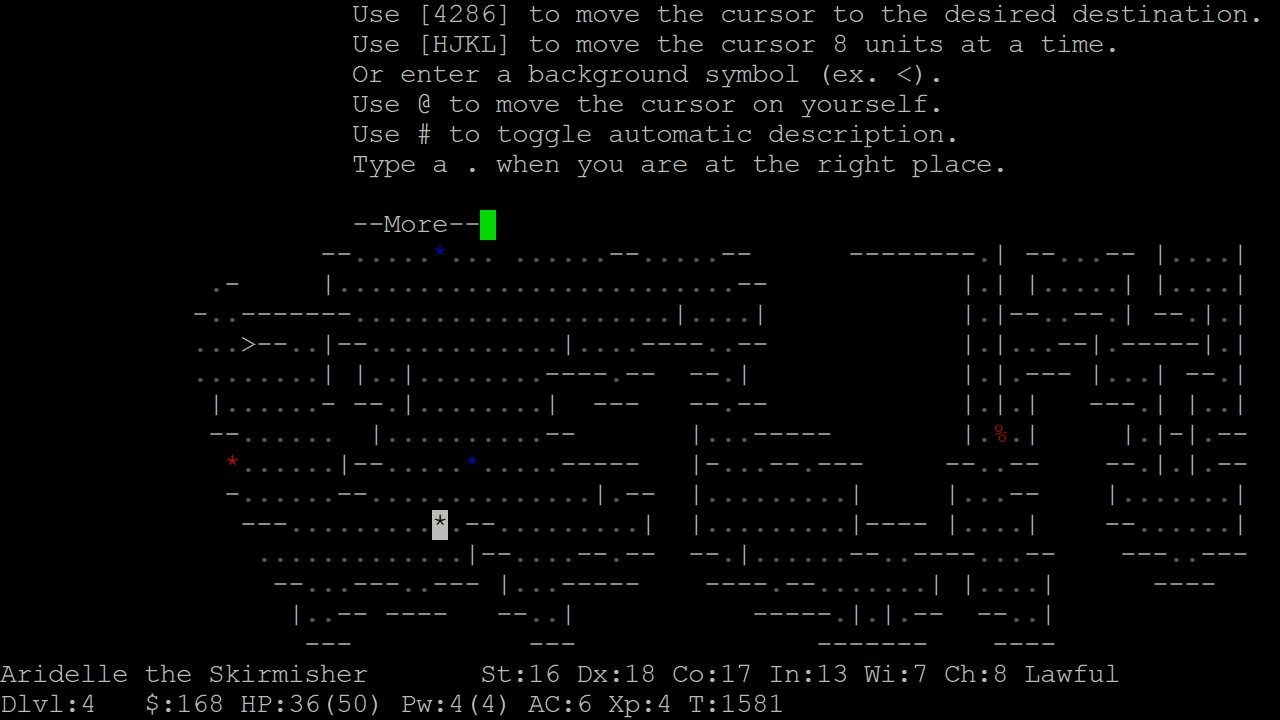 Use [4286] to move the cursor to the desired destination.
Use [HJKL] to move the cursor 8 units at a time.
Or enter a background symbol (ex. <).
Use @ to move the cursor on yourself.
Use # to toggle automatic description.
Type a . when you are at the right place.
--More--
Aridelle the Skirmisher St:16 Dx:18 Co:17 In:13 Wi:7 Ch:8 Lawful
Dlvl:4 $:168 HP:36(50) Pw:4(4) AC:6 Xp:4 T:1581